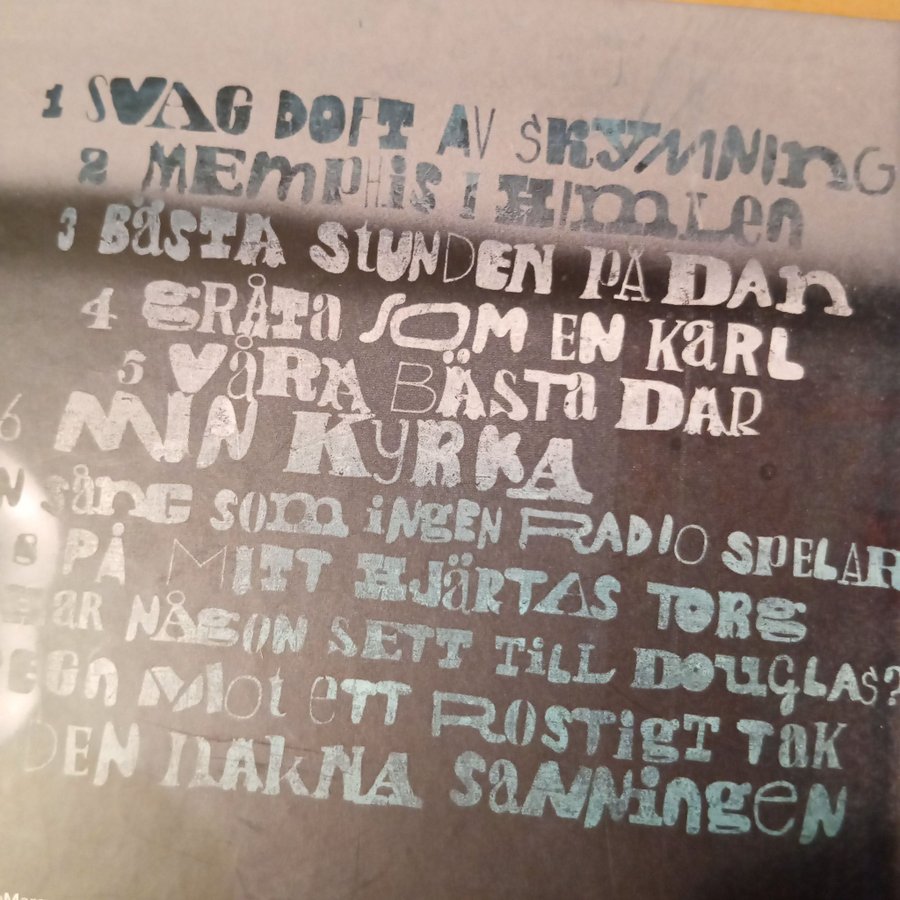 1 SVAG DOFT AV SKYMNING
2 MEMPHIS I HIMLEN
3 BÄSTA STUNDEN PÅ DAN
4 GRÅTA SOM EN KARL
5 VÅRA BÄSTA DAR
6 MIN KYRKA
N SÅNG SOM INGEN RADIO SPELAR
8 PÅ MITT HJÄRTAS TORG
HAR NÅGON SETT TILL DOUGLAS?
REGN MOT ETT ROSTIGT TAK
DEN NAKNA SANNINGEN